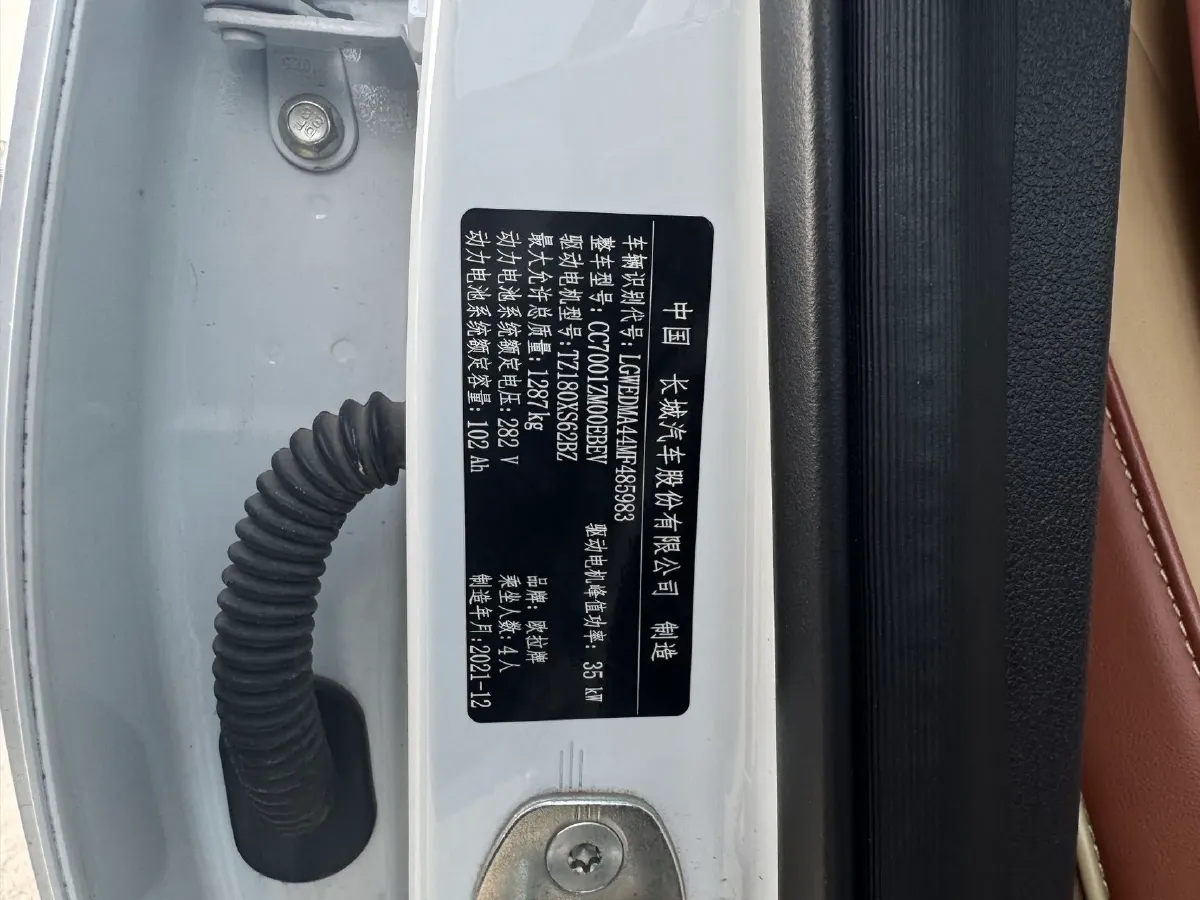 中国 长城汽车股份有限公司 制造
车辆识别代号:LGWEDMA44MF485983
整车型号:CC7001ZM00EBEV 驱动电机峰值功率: 35 kW
驱动电机型号:TZ180XS62BZ
最大允许总质量:1287kg 品牌:欧拉牌
动力电池系统额定电压:282 V 乘坐人数:4人
动力电池系统额定容量:102 Ah 制造年月:2021-12